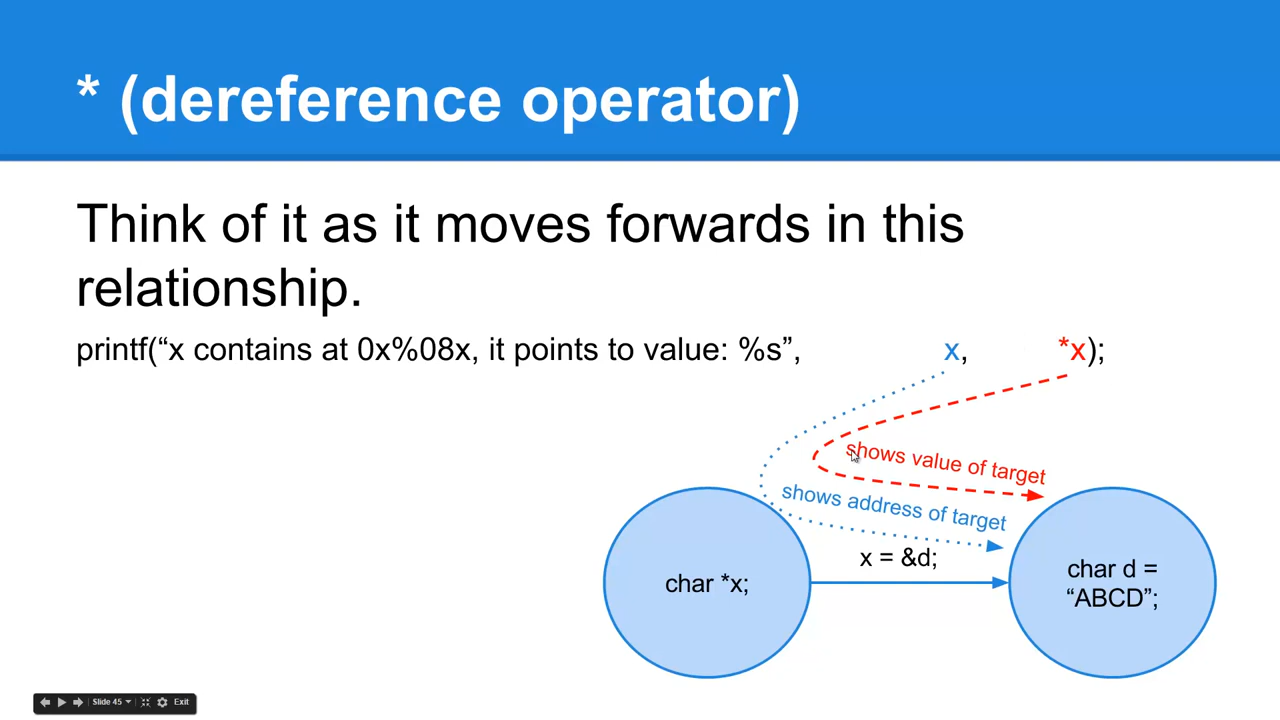 * (dereference operator)
Think of it as it moves forwards in this
relationship.
printf(“x contains at 0x%08x, it points to value: %s”, x, *x);
shows value of target
shows address of target
x = &d;
char *x;
char d =
“ABCD”;
Slide 45
Exit